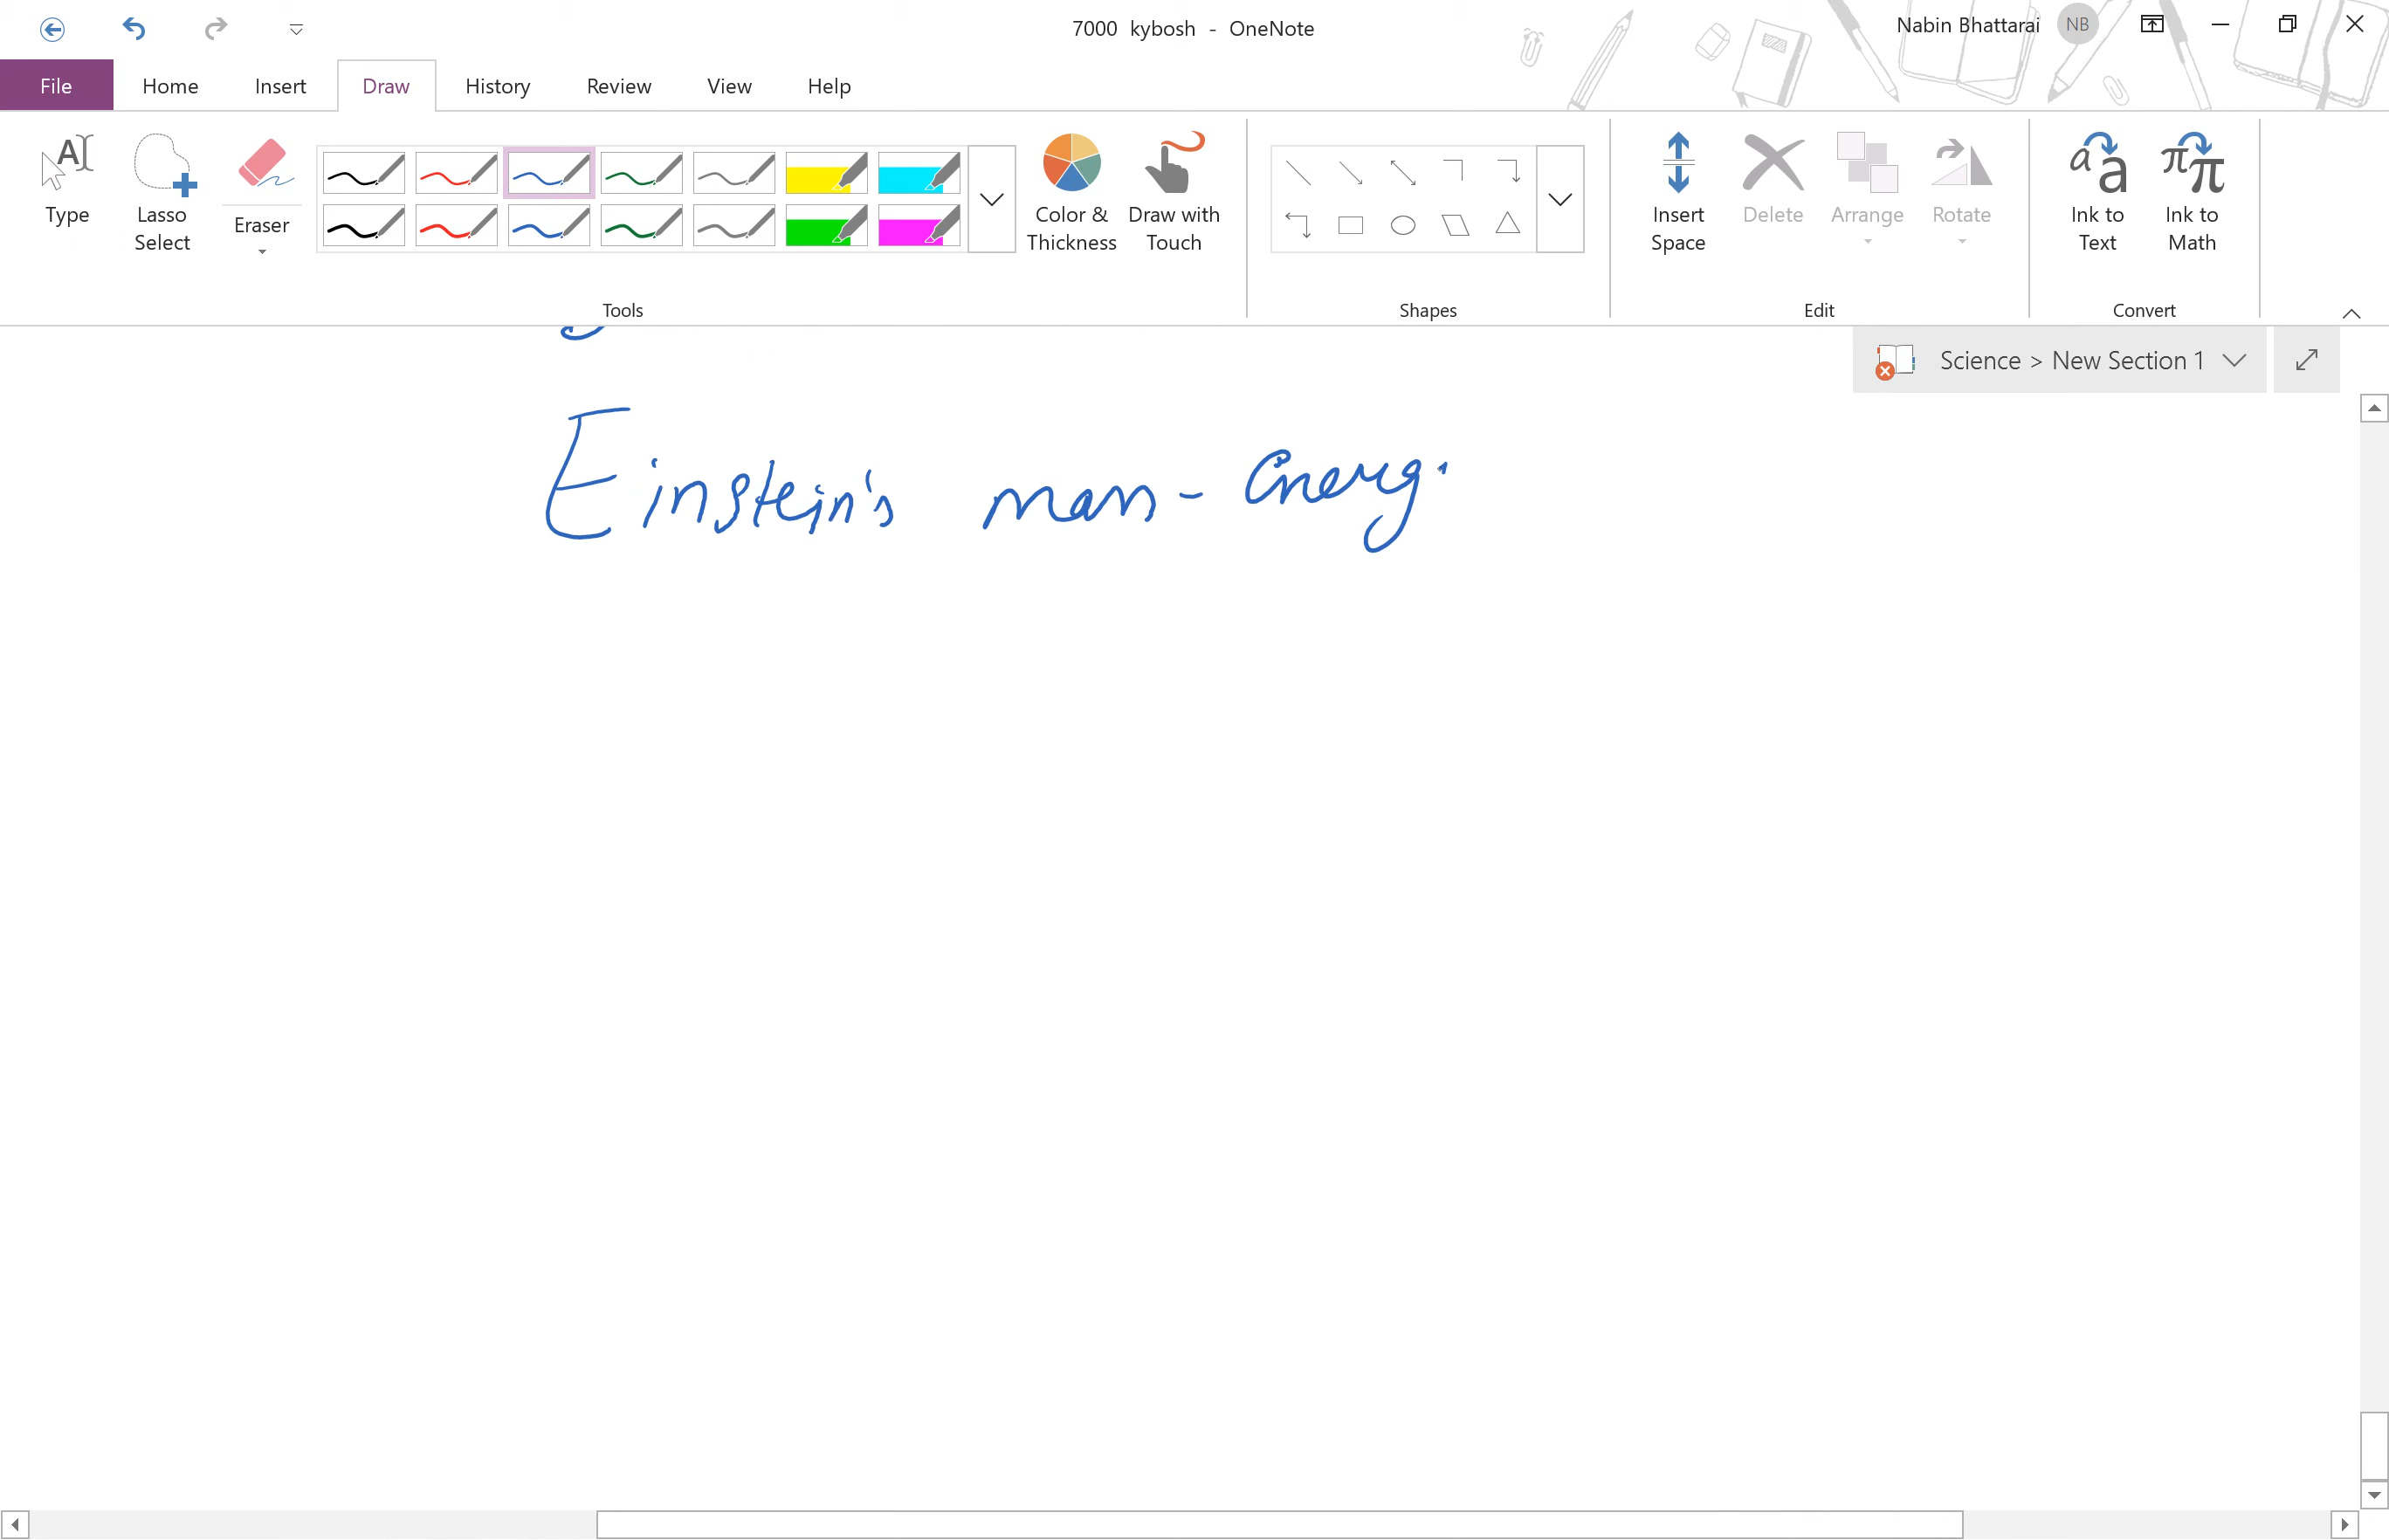 7000 kybosh - OneNote
Nabin Bhattarai NB
File Home Insert Draw History Review View Help
Type
Lasso Select
Eraser
Color & Thickness
Draw with Touch
Insert Space
Delete
Arrange
Rotate
Ink to Text
Ink to Math
Tools Shapes Edit Convert
Science > New Section 1
Einstein's mass - Energ